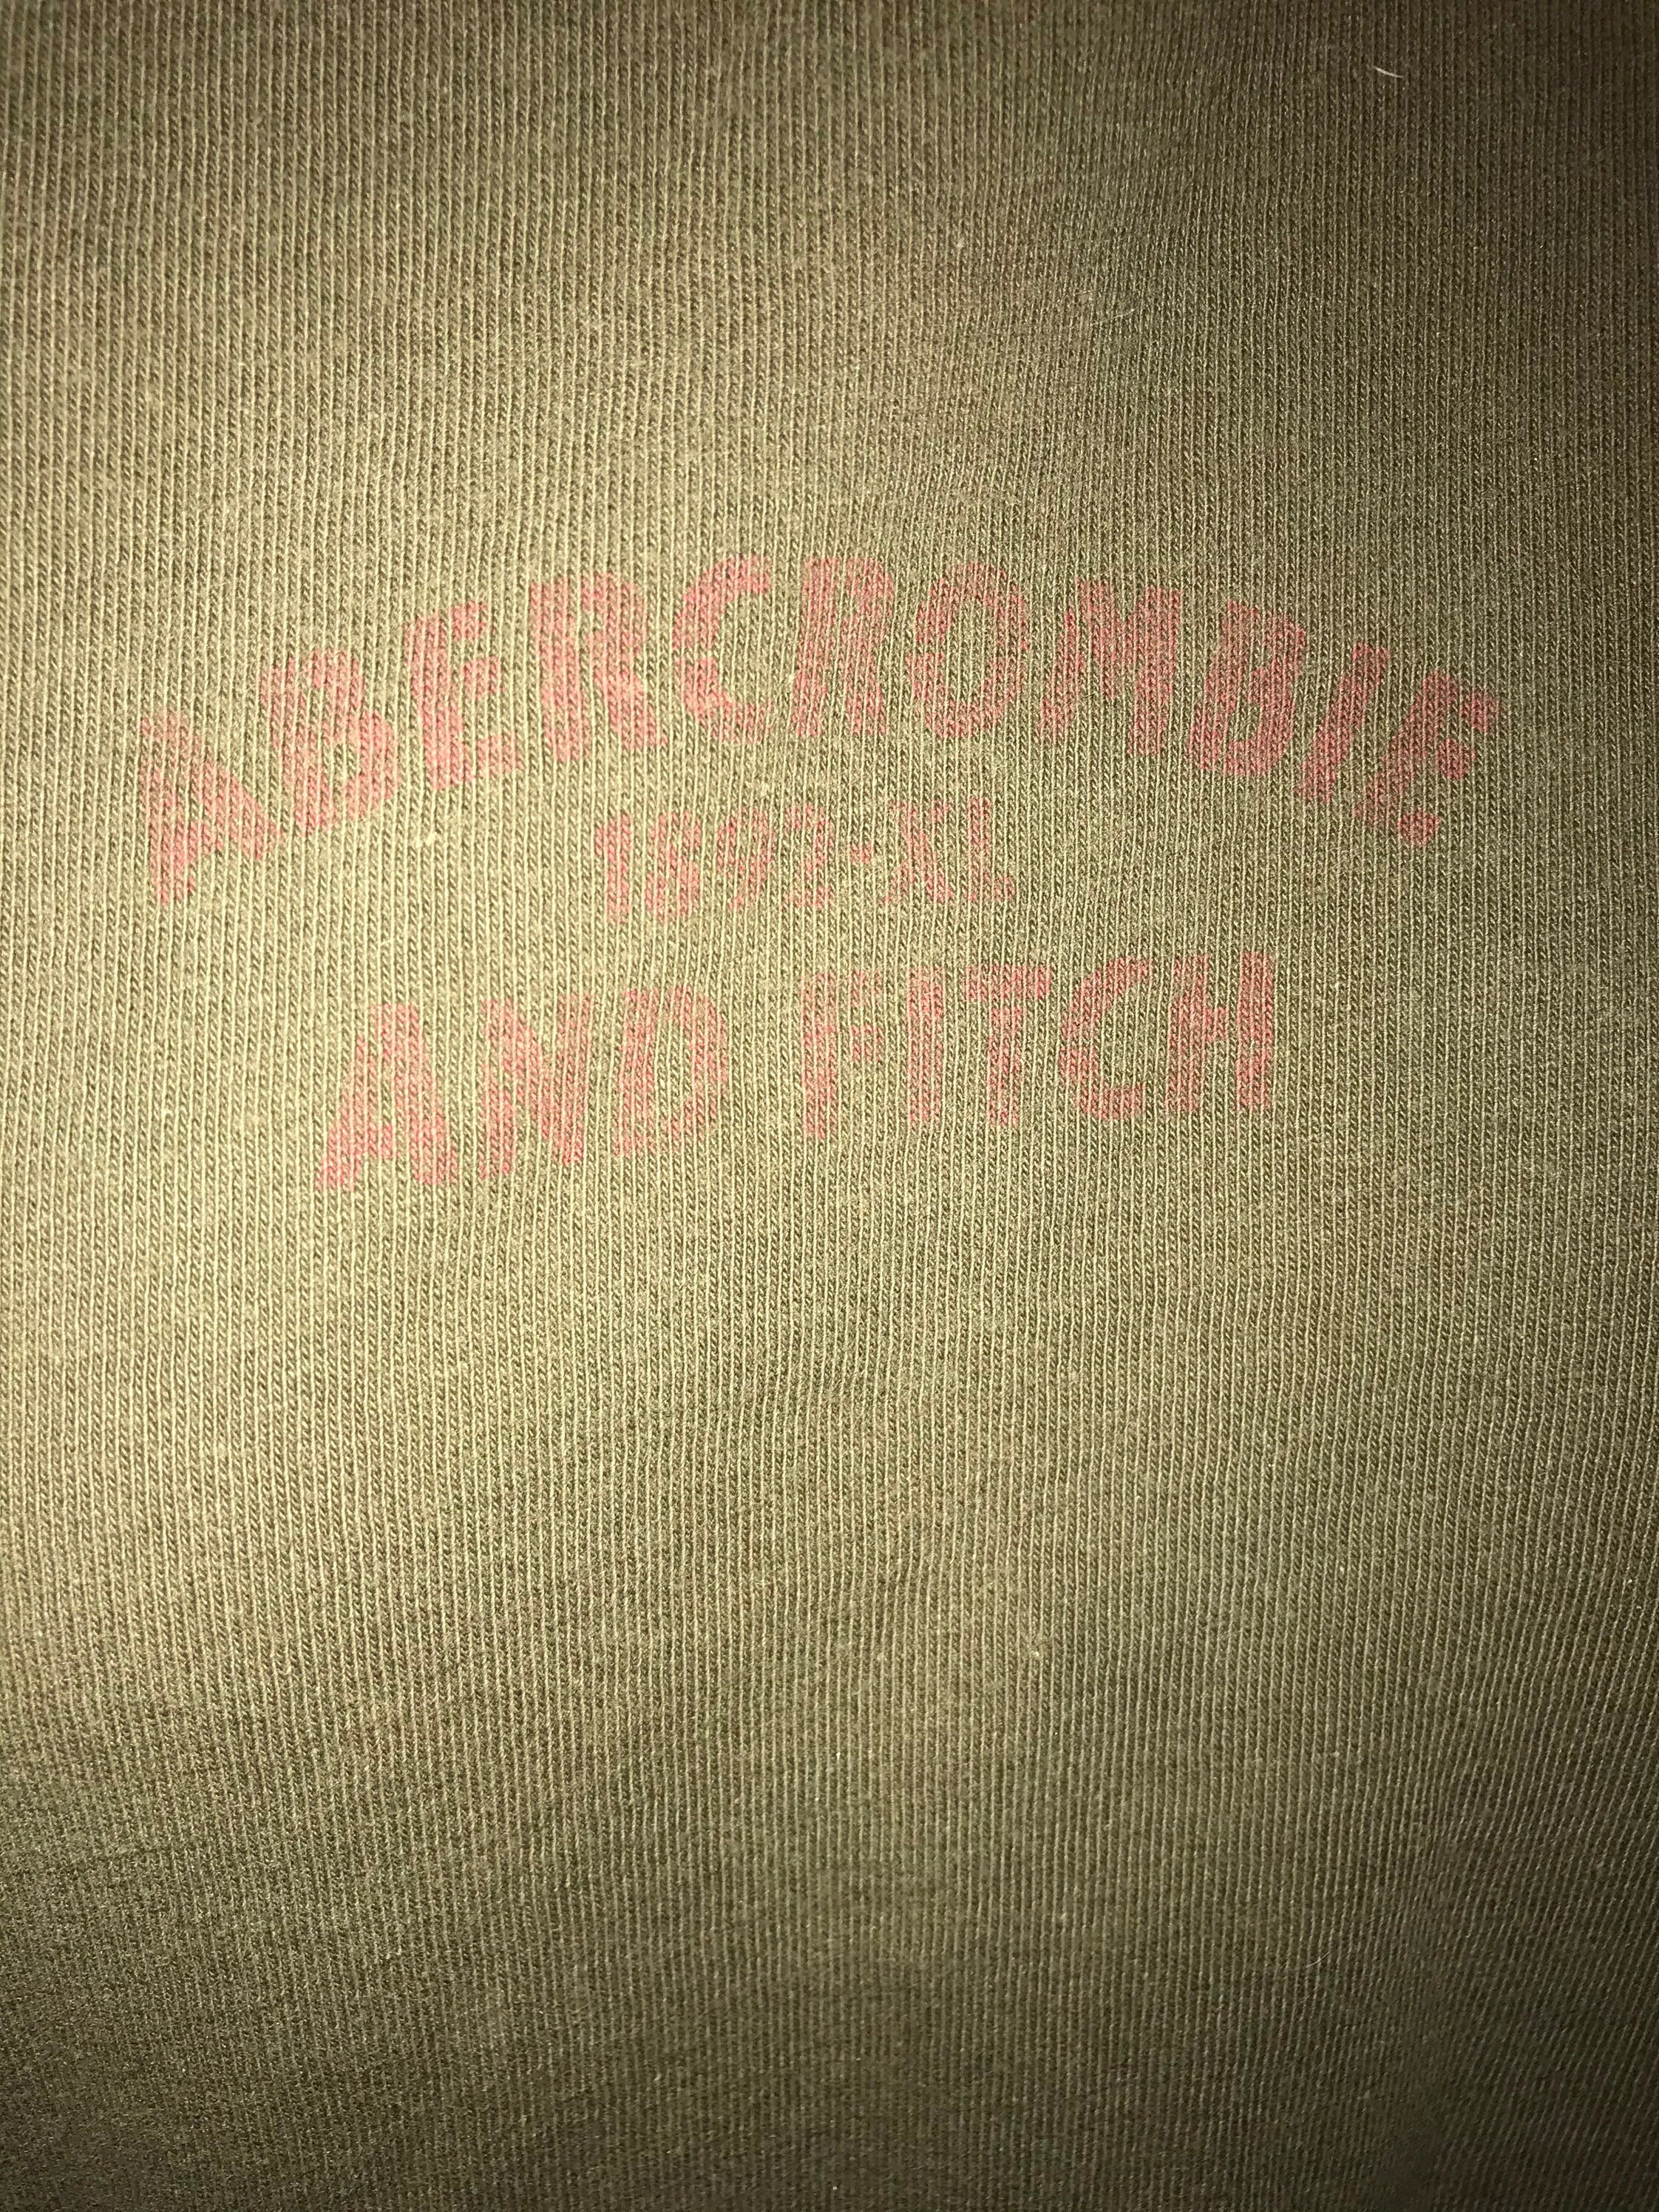 ABERCROMBIE
1892-XL
AND FITCH